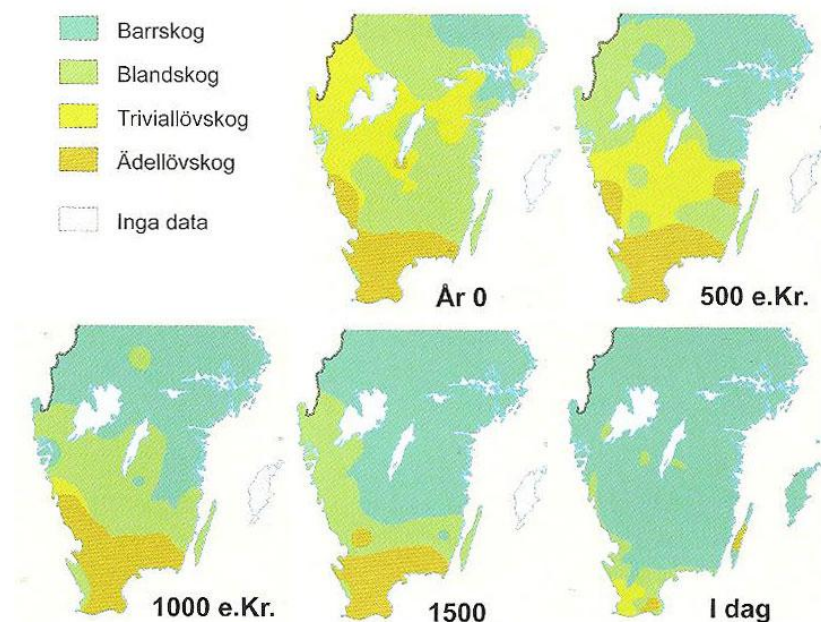 Barrskog
Blandskog
Triviallövskog
Ädellövskog
Inga data
År 0
500 e.Kr.
1000 e.Kr.
1500
I dag